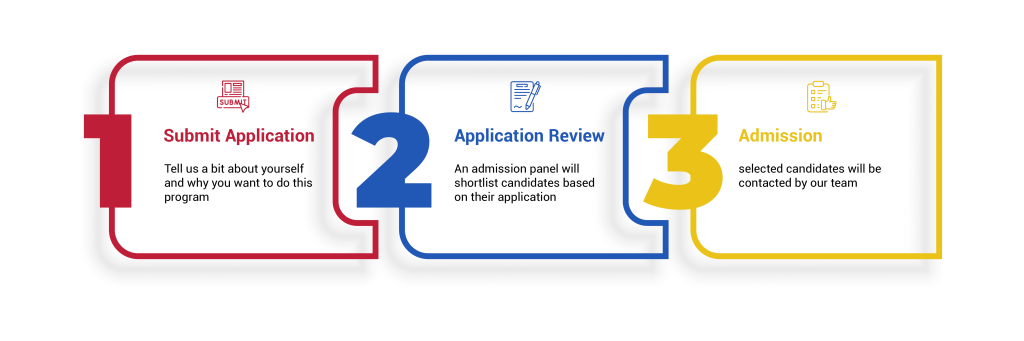 1
SUBMIT
Submit Application
Tell us a bit about yourself
and why you want to do this
program
2
Application Review
An admission panel will
shortlist candidates based
on their application
3
Admission
selected candidates will be
contacted by our team